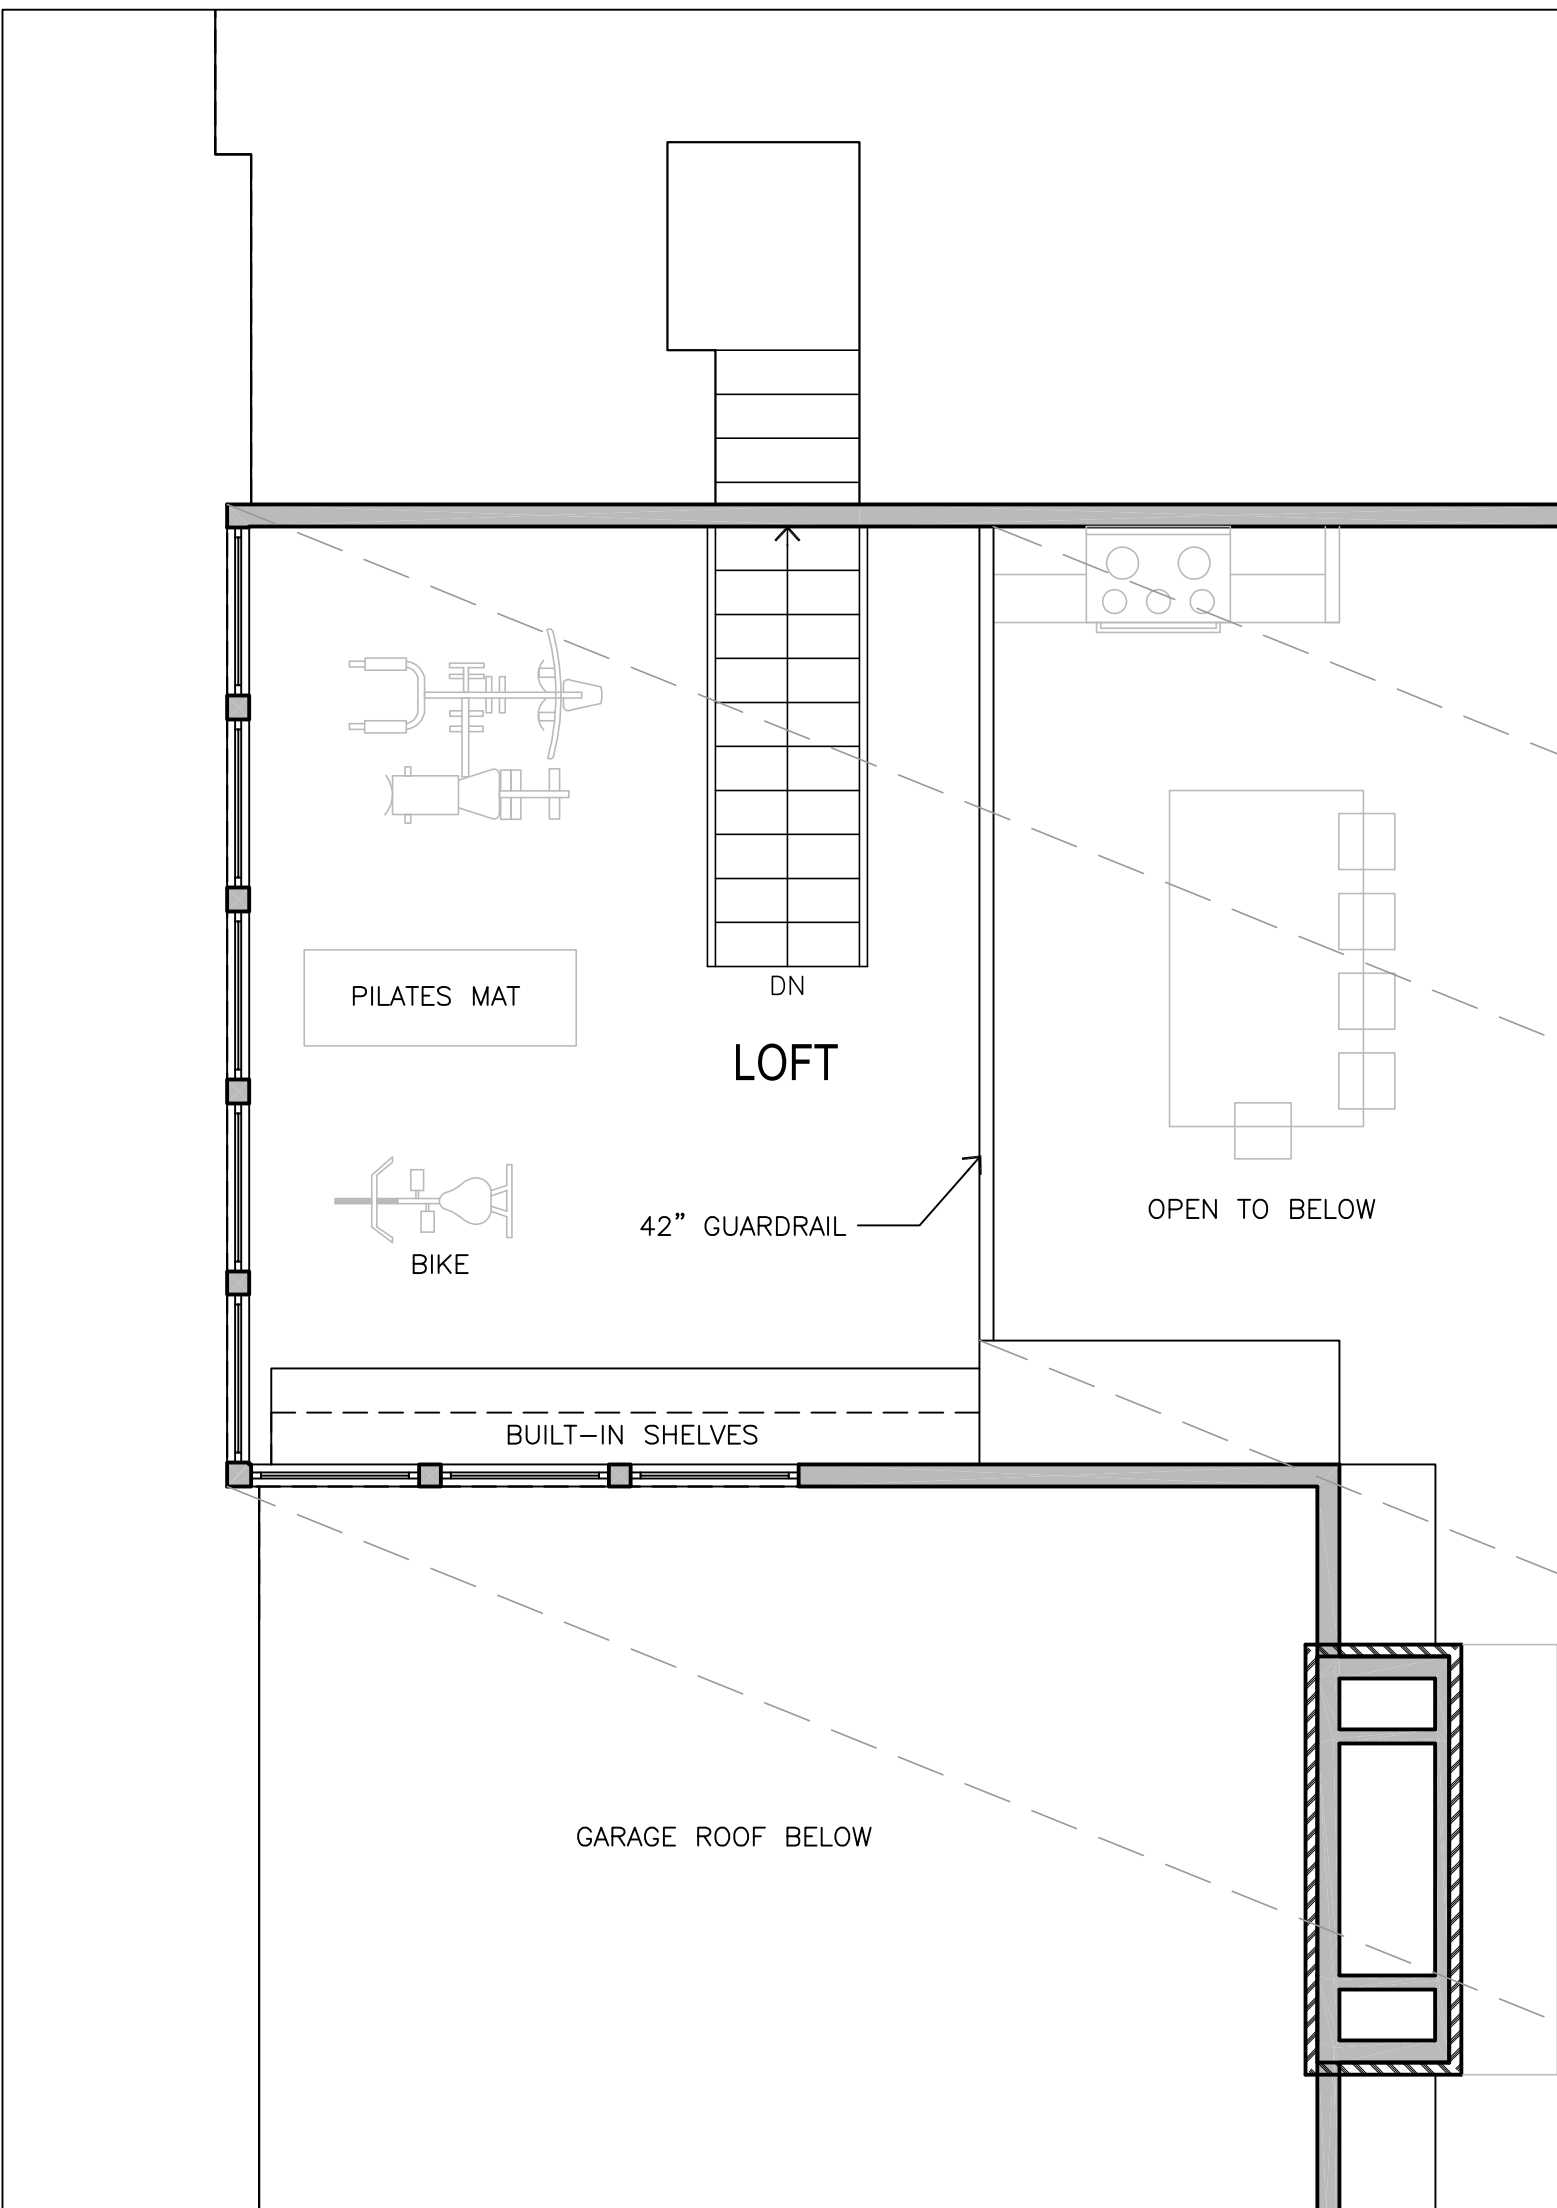 DN
PILATES MAT
LOFT
42” GUARDRAIL
OPEN TO BELOW
BIKE
BUILT-IN SHELVES
GARAGE ROOF BELOW